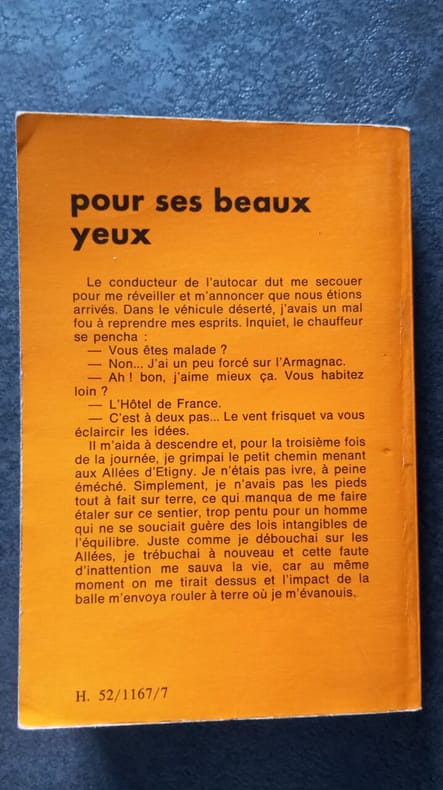 pour ses beaux
yeux
Le conducteur de l'autocar dut me secouer
pour me réveiller et m'annoncer que nous étions
arrivés. Dans le véhicule déserté, j'avais un mal
fou à reprendre mes esprits. Inquiet, le chauffeur
se pencha :
— Vous êtes malade ?
— Non... J'ai un peu forcé sur l'Armagnac.
— Ah ! bon, j'aime mieux ça. Vous habitez
loin ?
— L'Hôtel de France.
— C'est à deux pas... Le vent frisquet va vous
éclaircir les idées.
Il m'aida à descendre et, pour la troisième fois
de la journée, je grimpai le petit chemin menant
aux Allées d'Etigny. Je n'étais pas ivre, à peine
éméché. Simplement, je n'avais pas les pieds
tout à fait sur terre, ce qui manqua de me faire
étaler sur ce sentier, trop pentu pour un homme
qui ne se souciait guère des lois intangibles de
l'équilibre. Juste comme je débouchai sur les
Allées, je trébuchai à nouveau et cette faute
d'inattention me sauva la vie, car au même
moment on me tirait dessus et l'impact de la
balle m'envoya rouler à terre où je m'évanouis.
H. 52/1167/7